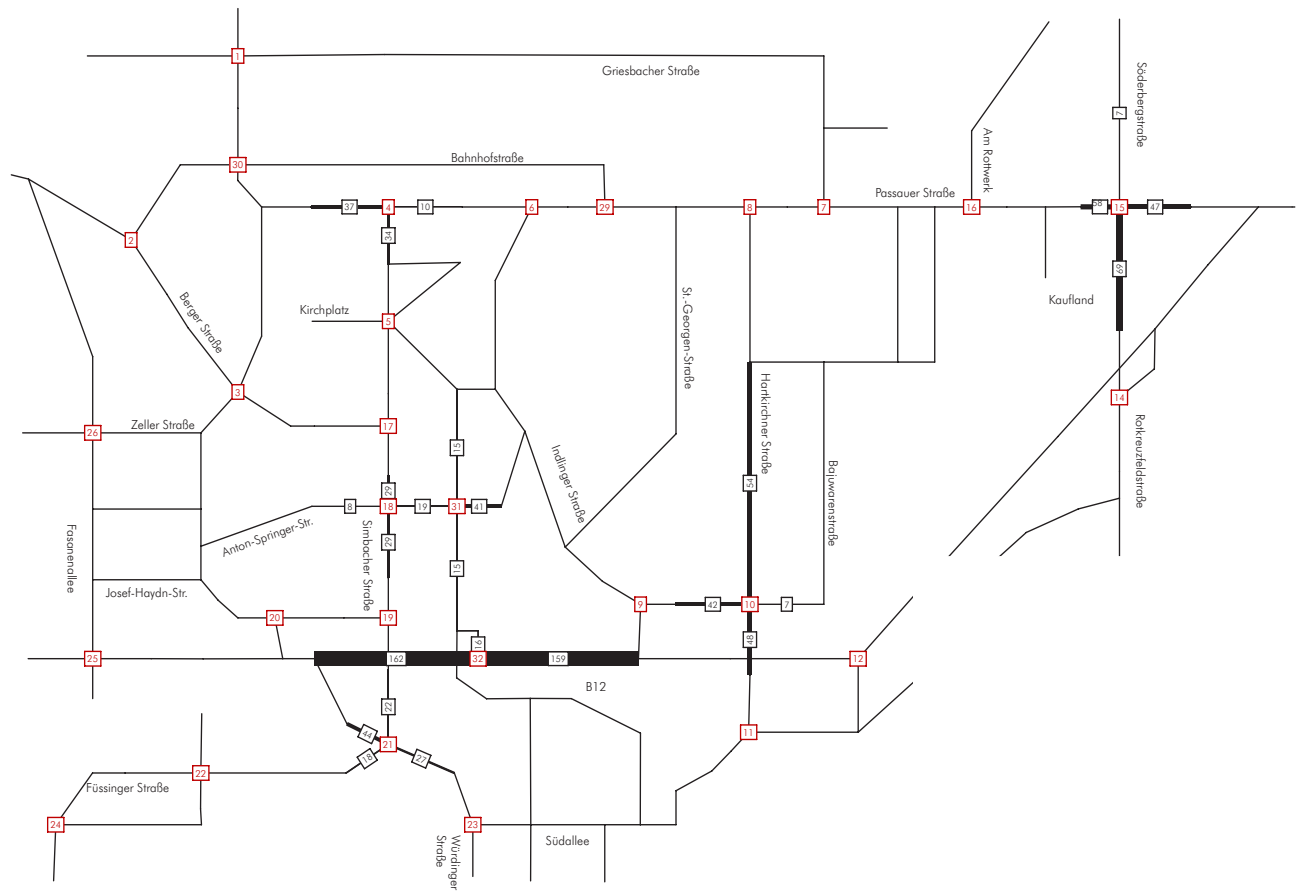 1
Griesbacher Straße
Söderbergstraße
7
Am Rottwerk
30
Bahnhofstraße
Passauer Straße
37
4
10
6
29
8
7
16
58
15
47
34
2
69
Kirchplatz
5
Berger Straße
St.-Georgen-Straße
Kaufland
3
Hartkirchner Straße
14
Rotkreuzfeldstraße
Zeller Straße
26
17
15
Indlinger Straße
Bajuwarenstraße
29
54
8
18
19
31
41
Anton-Springer-Str.
Simbacher Straße
29
Fasanenallee
15
Josef-Haydn-Str.
20
19
9
42
10
7
16
48
25
162
32
159
12
B12
22
44
21
11
18
27
22
Füssinger Straße
24
23
Würdinger
Straße
Südallee